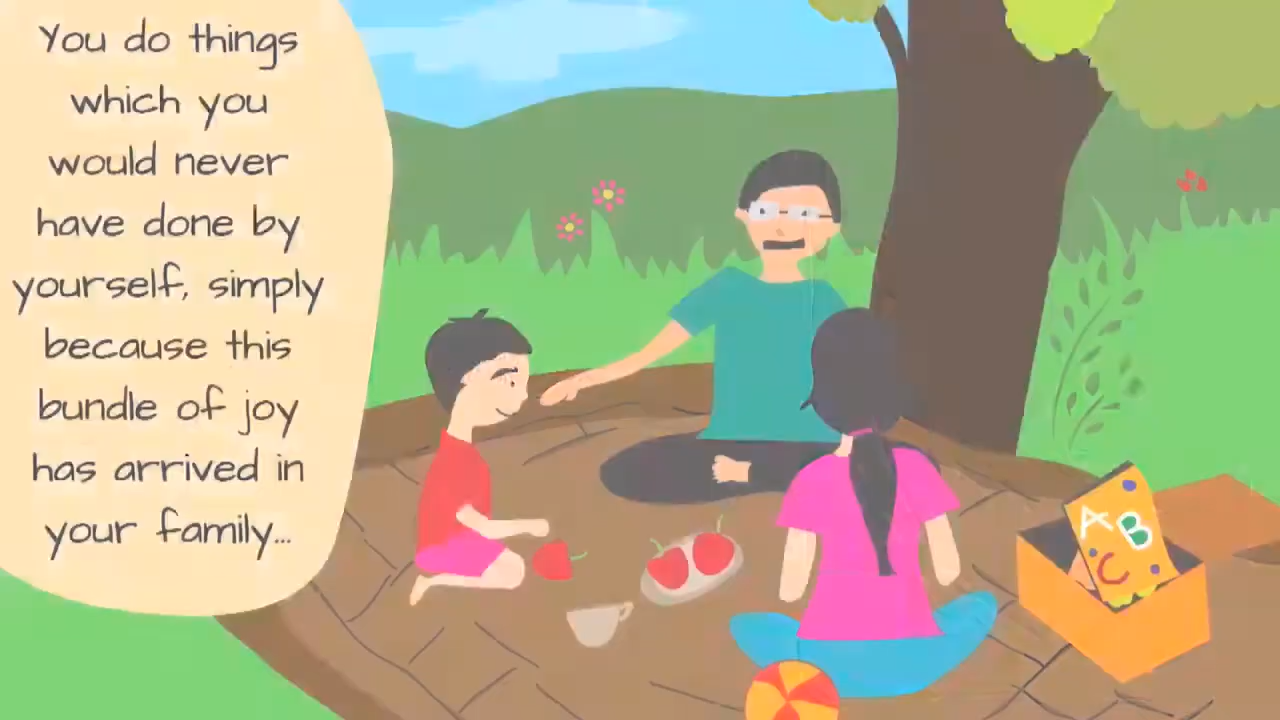 You do things
which you
would never
have done by
yourself, simply
because this
bundle of joy
has arrived in
your family...
A B
C